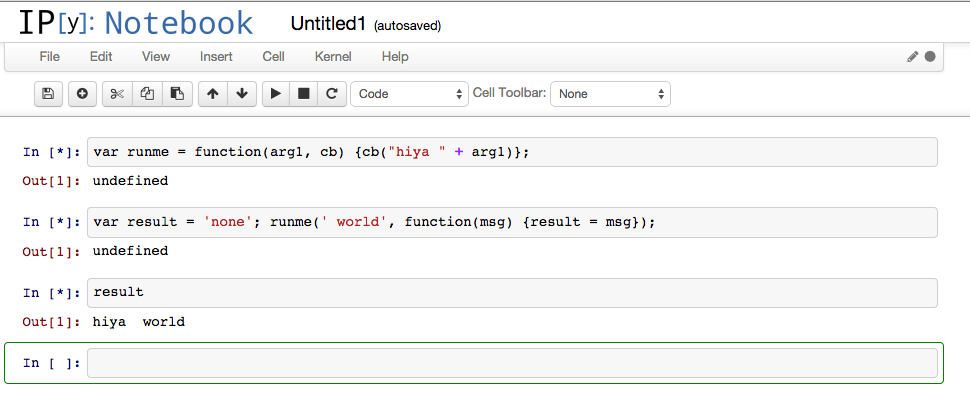 IP[y]: Notebook Untitled1 (autosaved)
File Edit View Insert Cell Kernel Help
Code Cell Toolbar: None
In [*]: var runme = function(arg1, cb) {cb("hiya " + arg1)};
Out[1]: undefined
In [*]: var result = 'none'; runme(' world', function(msg) {result = msg});
Out[1]: undefined
In [*]: result
Out[1]: hiya  world
In [ ]: